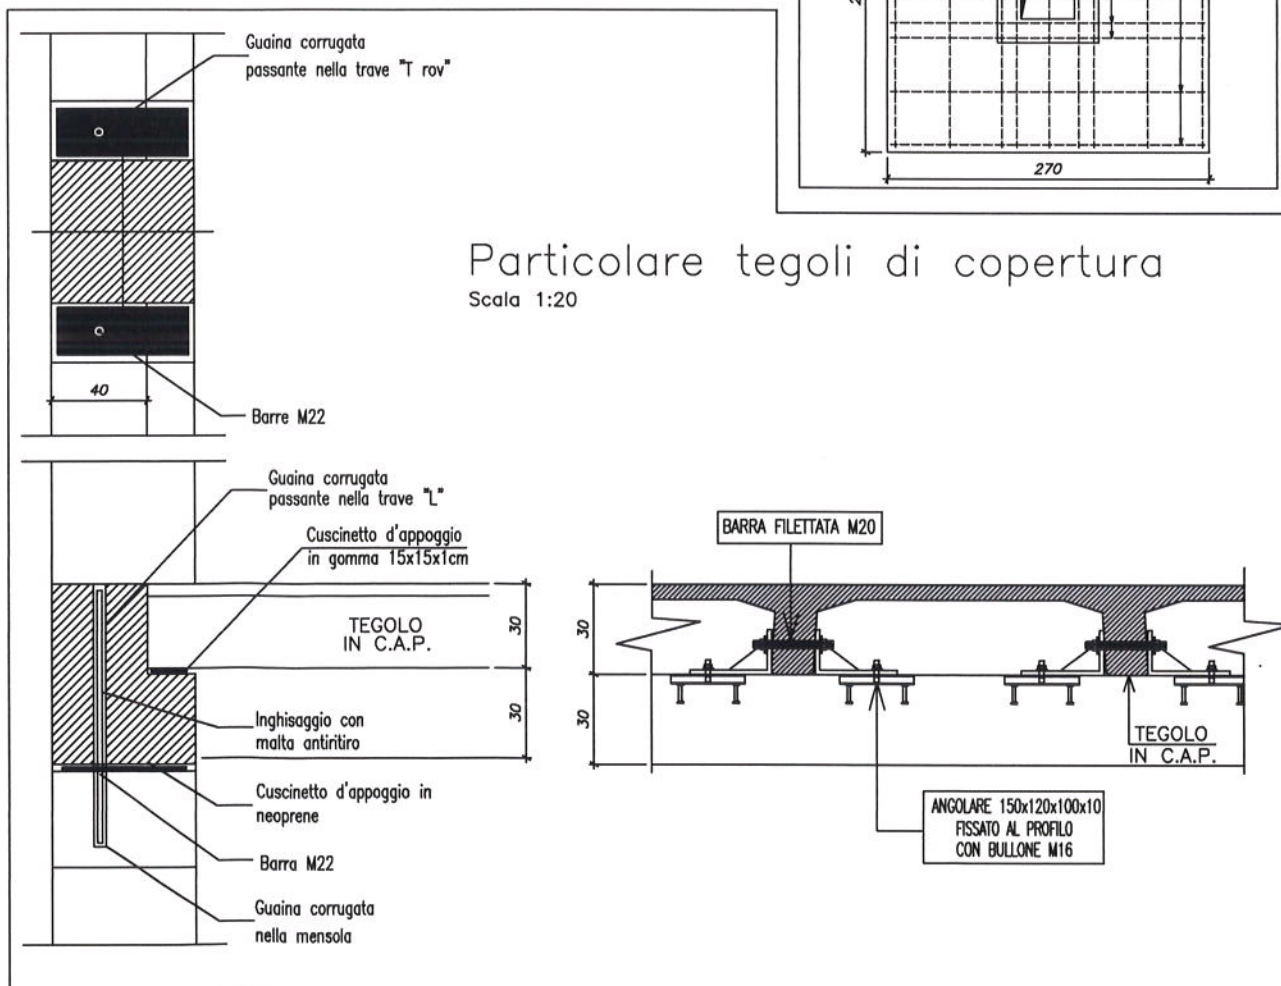 Guaina corrugata
passante nella trave "T rov"
270
Particolare tegoli di copertura
Scala 1:20
40
Barre M22
Guaina corrugata
passante nella trave "L"
Cuscinetto d'appoggio
in gomma 15x15x1cm
TEGOLO
IN C.A.P.
30
30
Inghisaggio con
malta antiritiro
Cuscinetto d'appoggio in
neoprene
Barra M22
Guaina corrugata
nella mensola
BARRA FILETTATA M20
30
30
TEGOLO
IN C.A.P.
ANGOLARE 150x120x100x10
FISSATO AL PROFILO
CON BULLONE M16